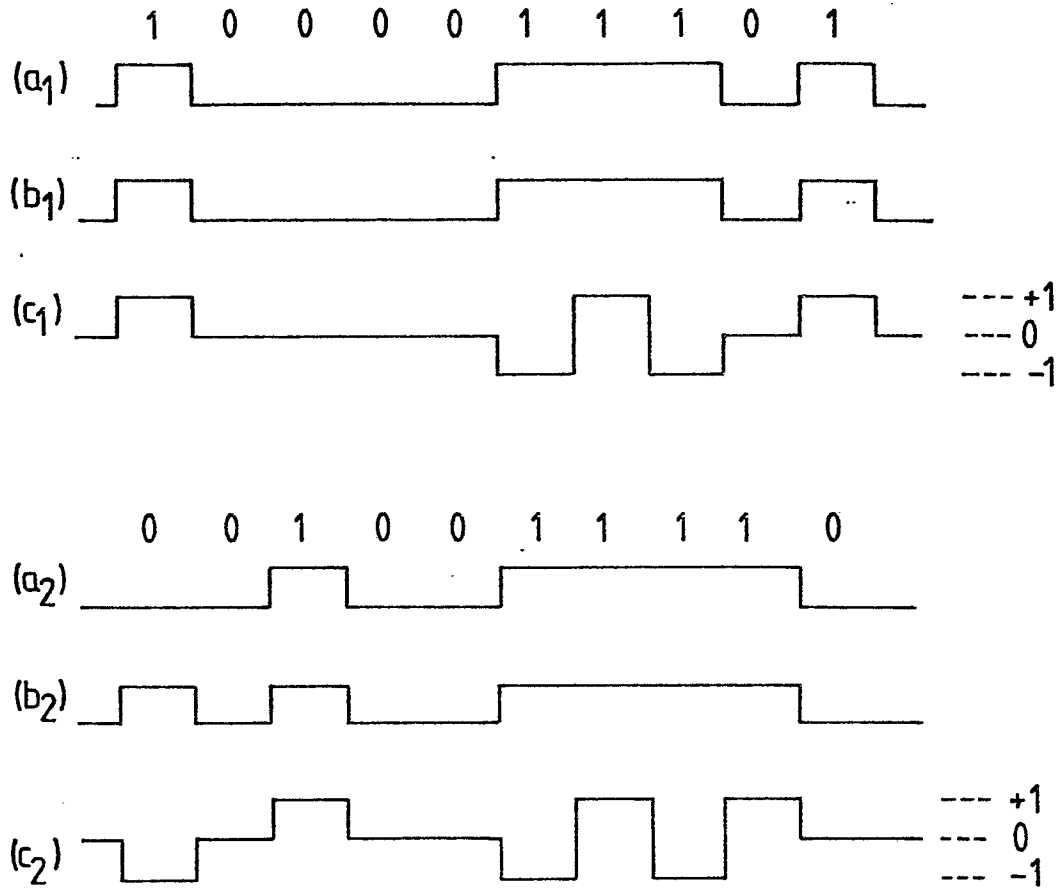 1 0 0 0 0 1 1 1 0 1
(a1)
(b1)
(c1)
--- +1
--- 0
--- -1
0 0 1 0 0 1 1 1 1 0
(a2)
(b2)
(c2)
--- +1
--- 0
--- -1